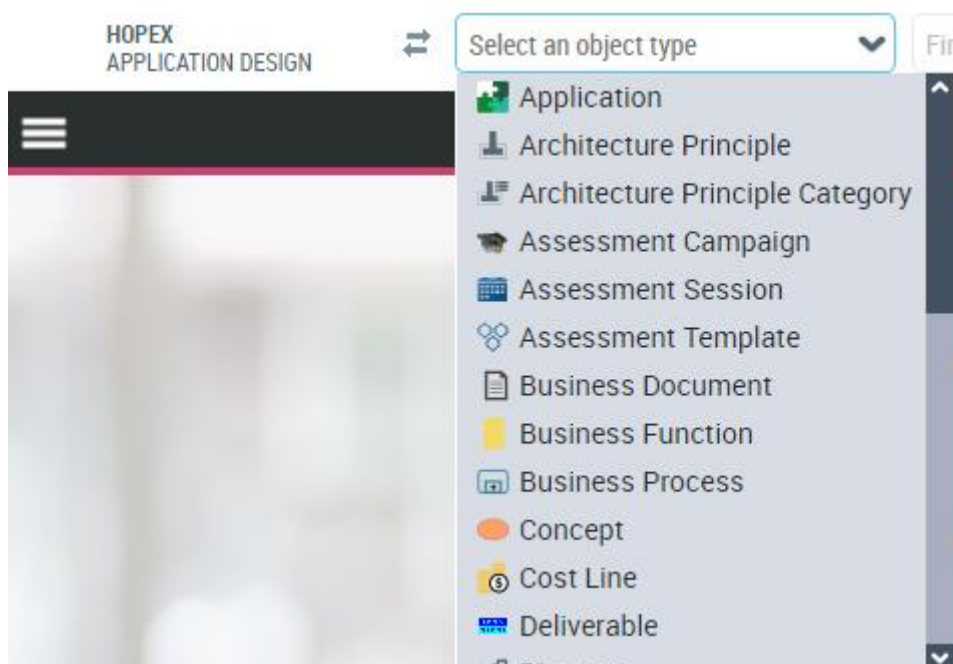 HOPEX
APPLICATION DESIGN
Select an object type
Application
Architecture Principle
Architecture Principle Category
Assessment Campaign
Assessment Session
Assessment Template
Business Document
Business Function
Business Process
Concept
Cost Line
Deliverable